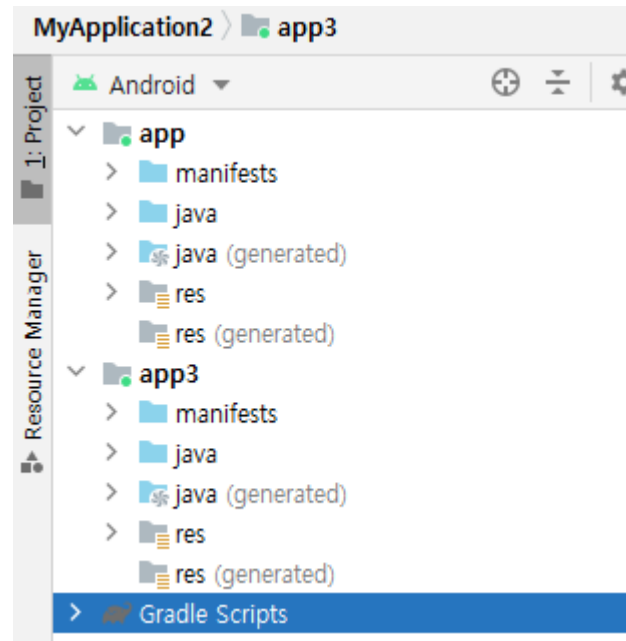 MyApplication2 app3
1: Project
Resource Manager
Android
app
manifests
java
java (generated)
res
res (generated)
app3
manifests
java
java (generated)
res
res (generated)
Gradle Scripts